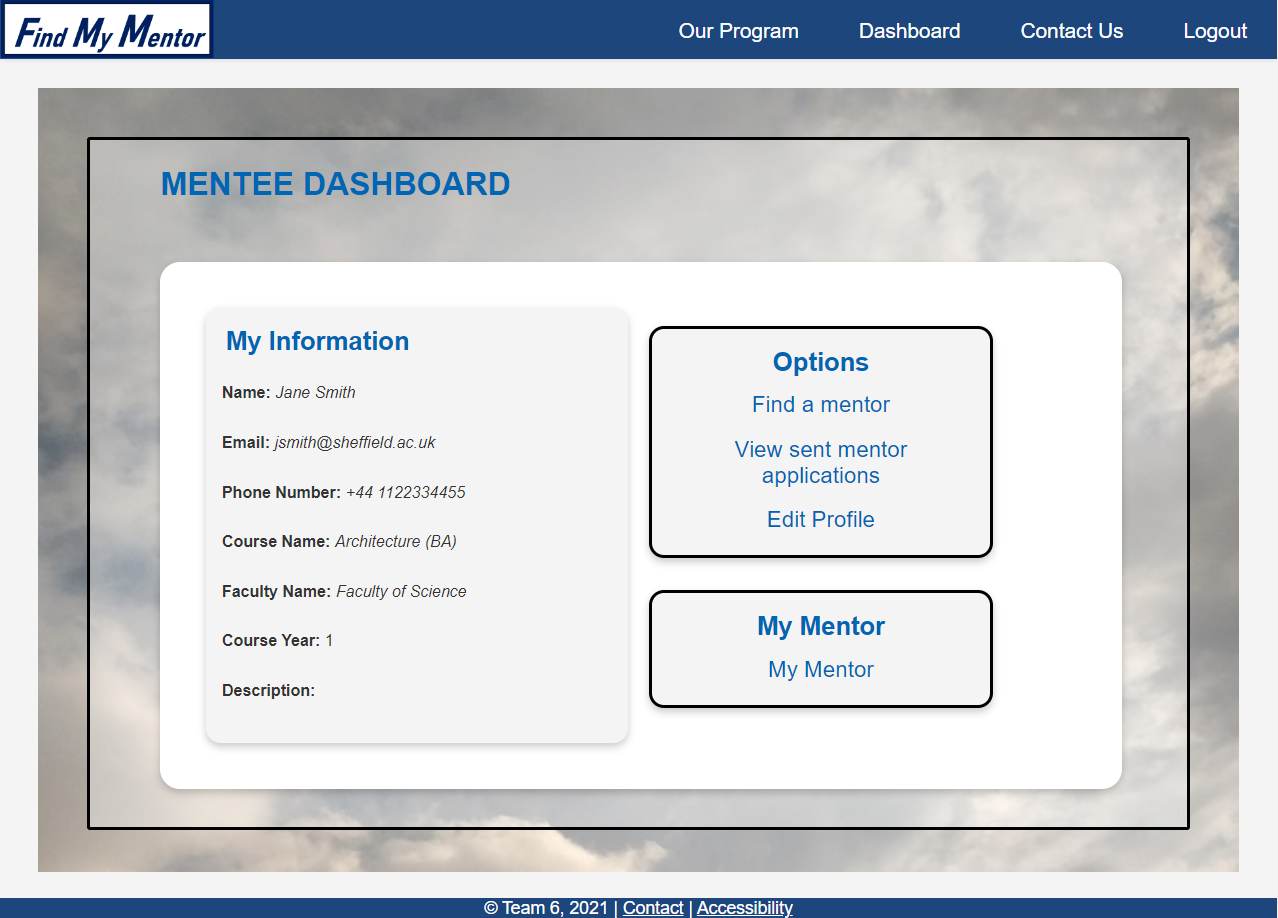 Find My Mentor
Our Program
Dashboard
Contact Us
Logout
MENTEE DASHBOARD
My Information
Name: Jane Smith
Email: jsmith@sheffield.ac.uk
Phone Number: +44 1122334455
Course Name: Architecture (BA)
Faculty Name: Faculty of Science
Course Year: 1
Description:
Options
Find a mentor
View sent mentor
applications
Edit Profile
My Mentor
My Mentor
© Team 6, 2021 | Contact | Accessibility